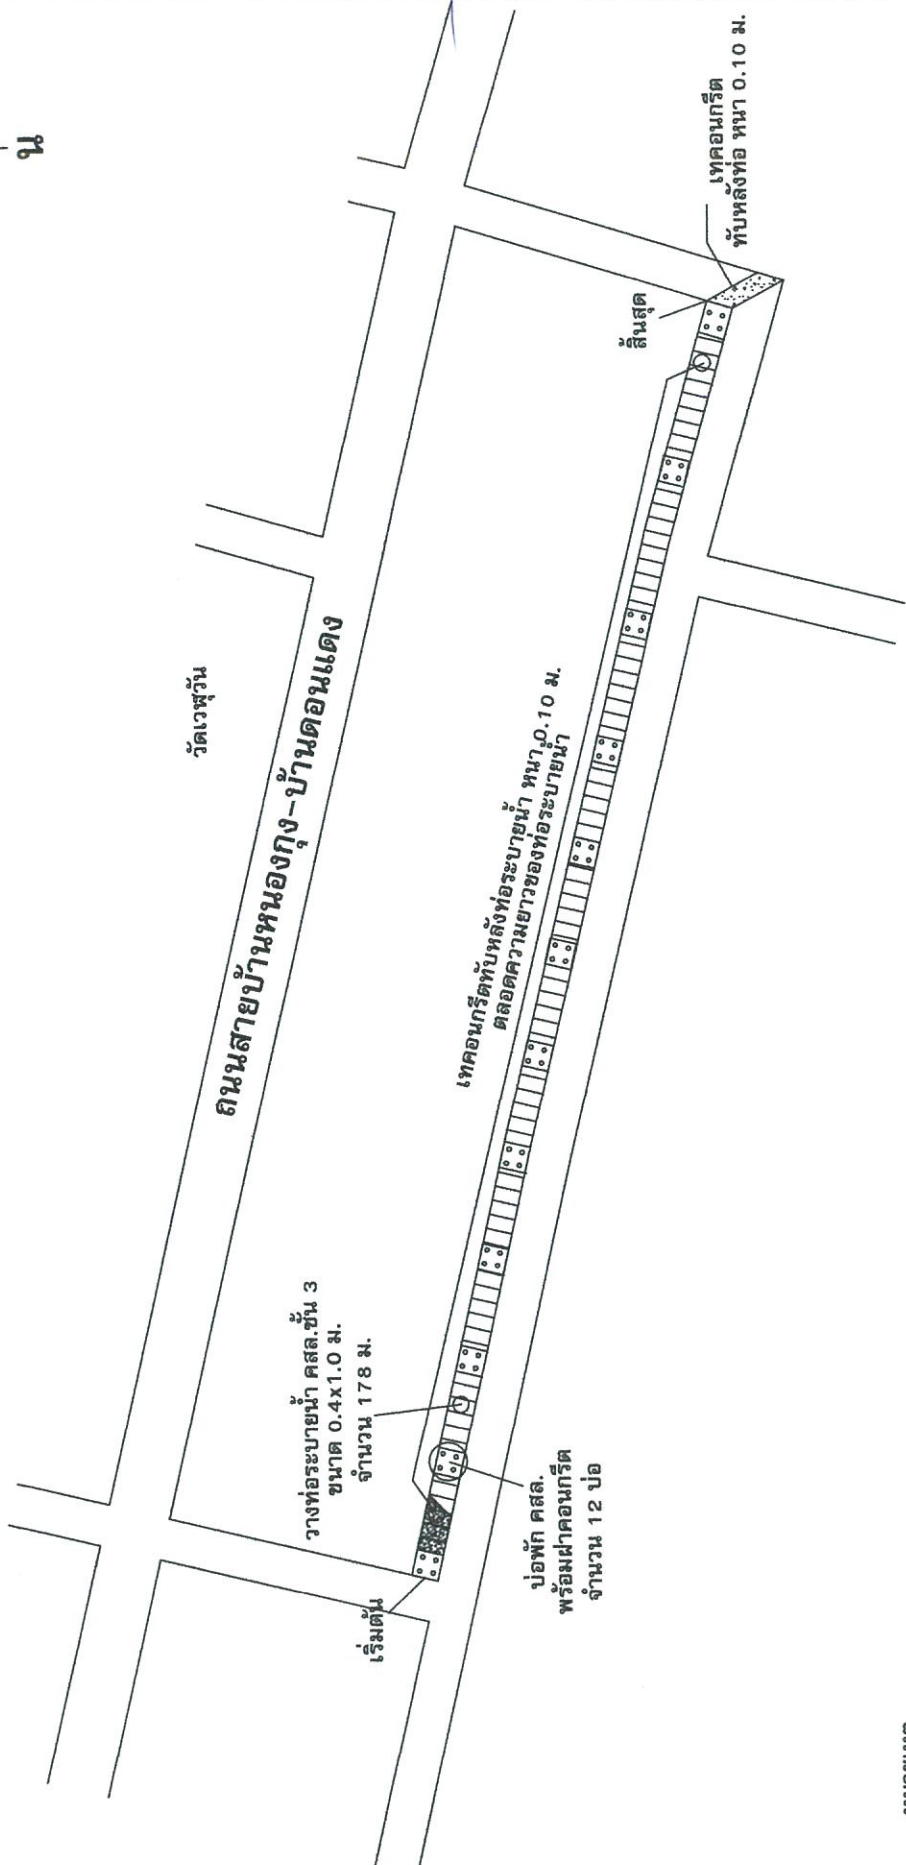 น
วัดเวฬุวัน
ถนนสายบ้านหนองกุง-บ้านดอนแดง
วางท่อระบายน้ำ คสล.ชั้น 3
ขนาด 0.4x1.0 ม.
จำนวน 178 ม.
เทคอนกรีตทับหลังท่อระบายน้ำ หนา 0.10 ม.
ตลอดความยาวของท่อระบายน้ำ
สิ้นสุด
เทคอนกรีต
ทับหลังท่อ หนา 0.10 ม.
เริ่มต้น
บ่อพัก คสล.
พร้อมฝาคอนกรีต
จำนวน 12 บ่อ